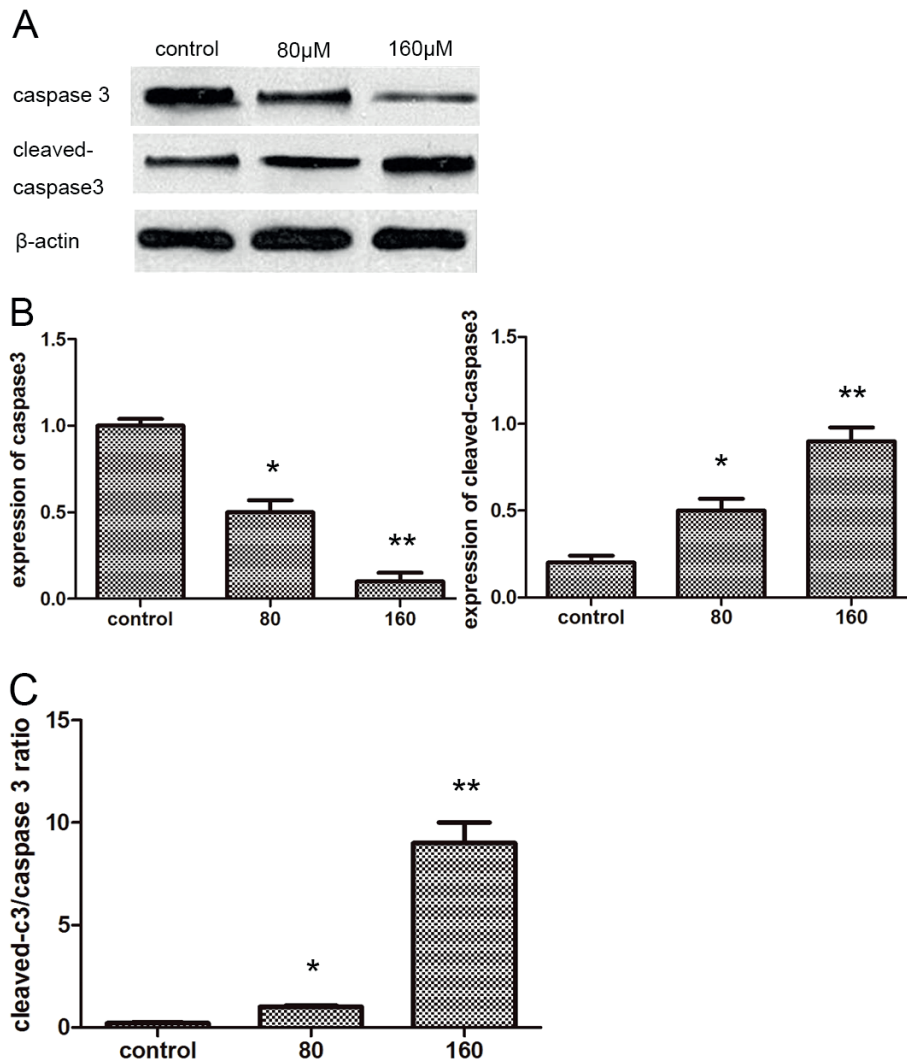 A
control 80μM 160μM
caspase 3
cleaved-
caspase3
β-actin
B
expression of caspase3
1.5
1.0
0.5
0.0
*
**
control 80 160
expression of cleaved-caspase3
1.5
1.0
0.5
0.0
*
**
control 80 160
C
cleaved-c3/caspase 3 ratio
15
10
5
0
*
**
control 80 160